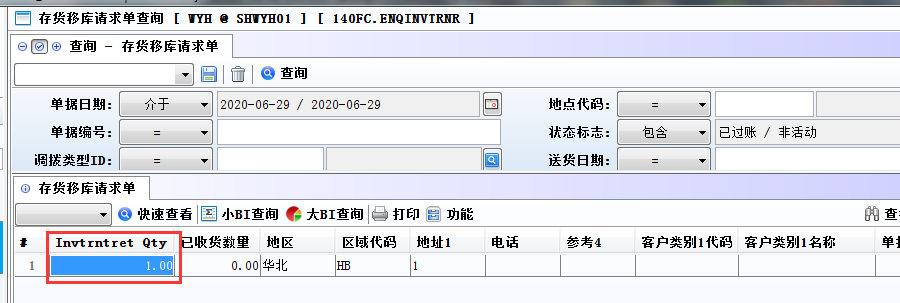 存货移库请求单查询 [ WYH @ SHWYH01 ] [ 140FC.ENQINVTRNR ]
查询 - 存货移库请求单
查询
单据日期: 介于 2020-06-29 / 2020-06-29 地点代码: =
单据编号: = 状态标志: 包含 已过账 / 非活动
调拨类型ID: = 送货日期: =
存货移库请求单
快速查看 小BI查询 大BI查询 打印 功能 查
# Invtrntret Qty 已收货数量 地区 区域代码 地址1 电话 参考4 客户类别1代码 客户类别1名称 单据
1 1.00 0.00 华北 HB 1